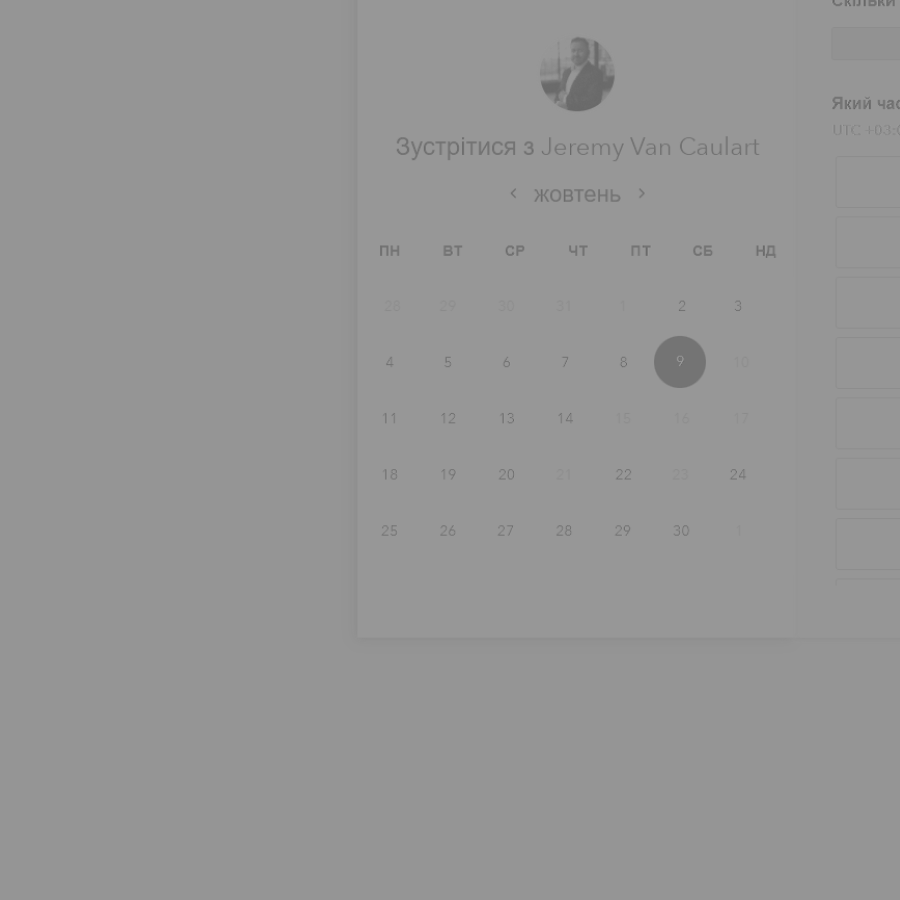 Скільки
Який час
UTC +03:
Зустрітися з Jeremy Van Caulart
< жовтень >
ПН ВТ СР ЧТ ПТ СБ НД
28 29 30 31 1 2 3
4 5 6 7 8 9 10
11 12 13 14 15 16 17
18 19 20 21 22 23 24
25 26 27 28 29 30 1